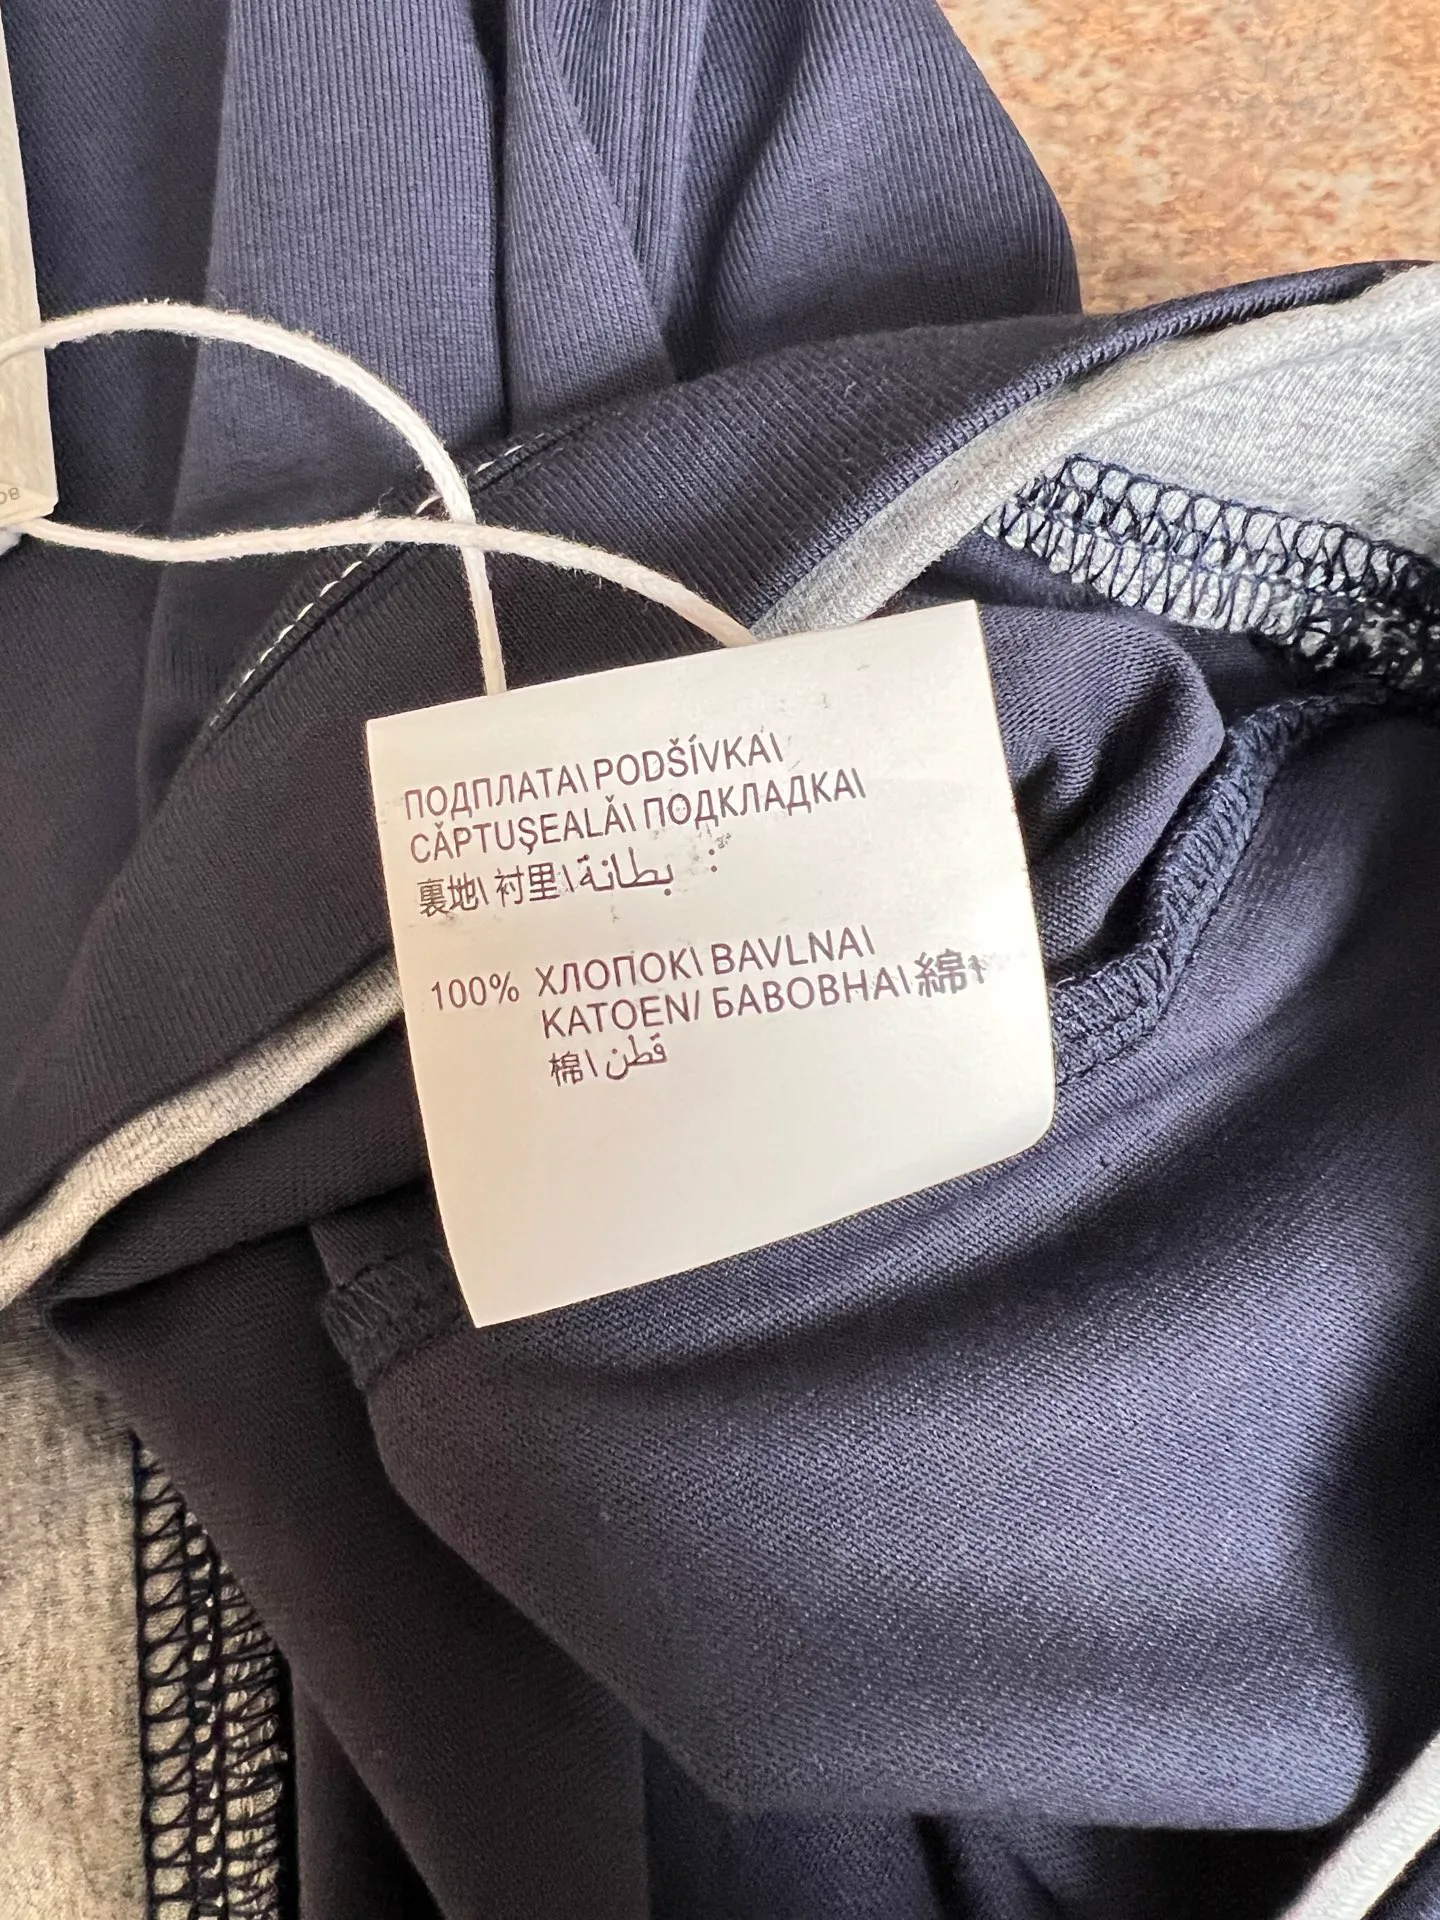 ПОДПЛАТА\ PODŠÍVKA\
CĂPTUŞEALĂ\ ПОДКЛАДКА\
裏地\ 衬里\ بطانة :
100% ХЛОПОК\ BAVLNA\
KATOEN/ БАВОВНА\ 綿\
棉\ قطن